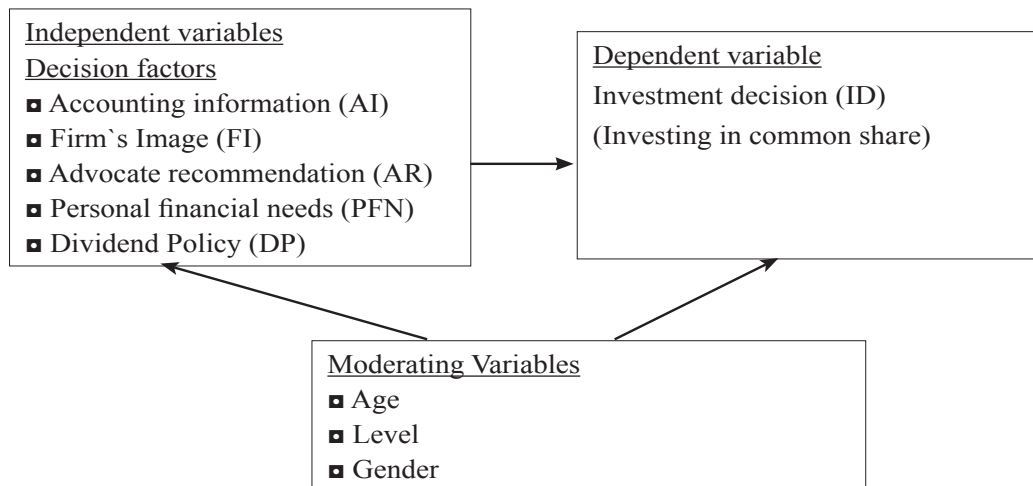 Independent variables
Decision factors
◘ Accounting information (AI)
◘ Firm`s Image (FI)
◘ Advocate recommendation (AR)
◘ Personal financial needs (PFN)
◘ Dividend Policy (DP)
Dependent variable
Investment decision (ID)
(Investing in common share)
Moderating Variables
◘ Age
◘ Level
◘ Gender